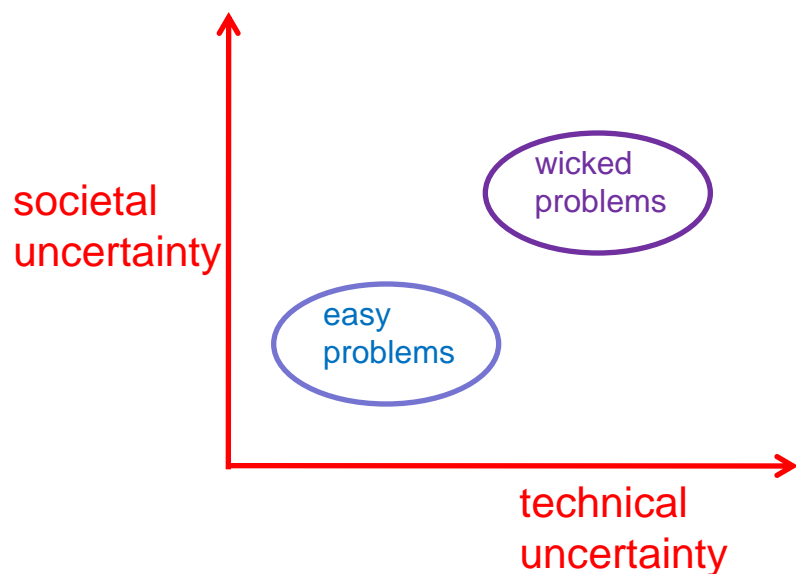 wicked
problems
societal
uncertainty
easy
problems
technical
uncertainty